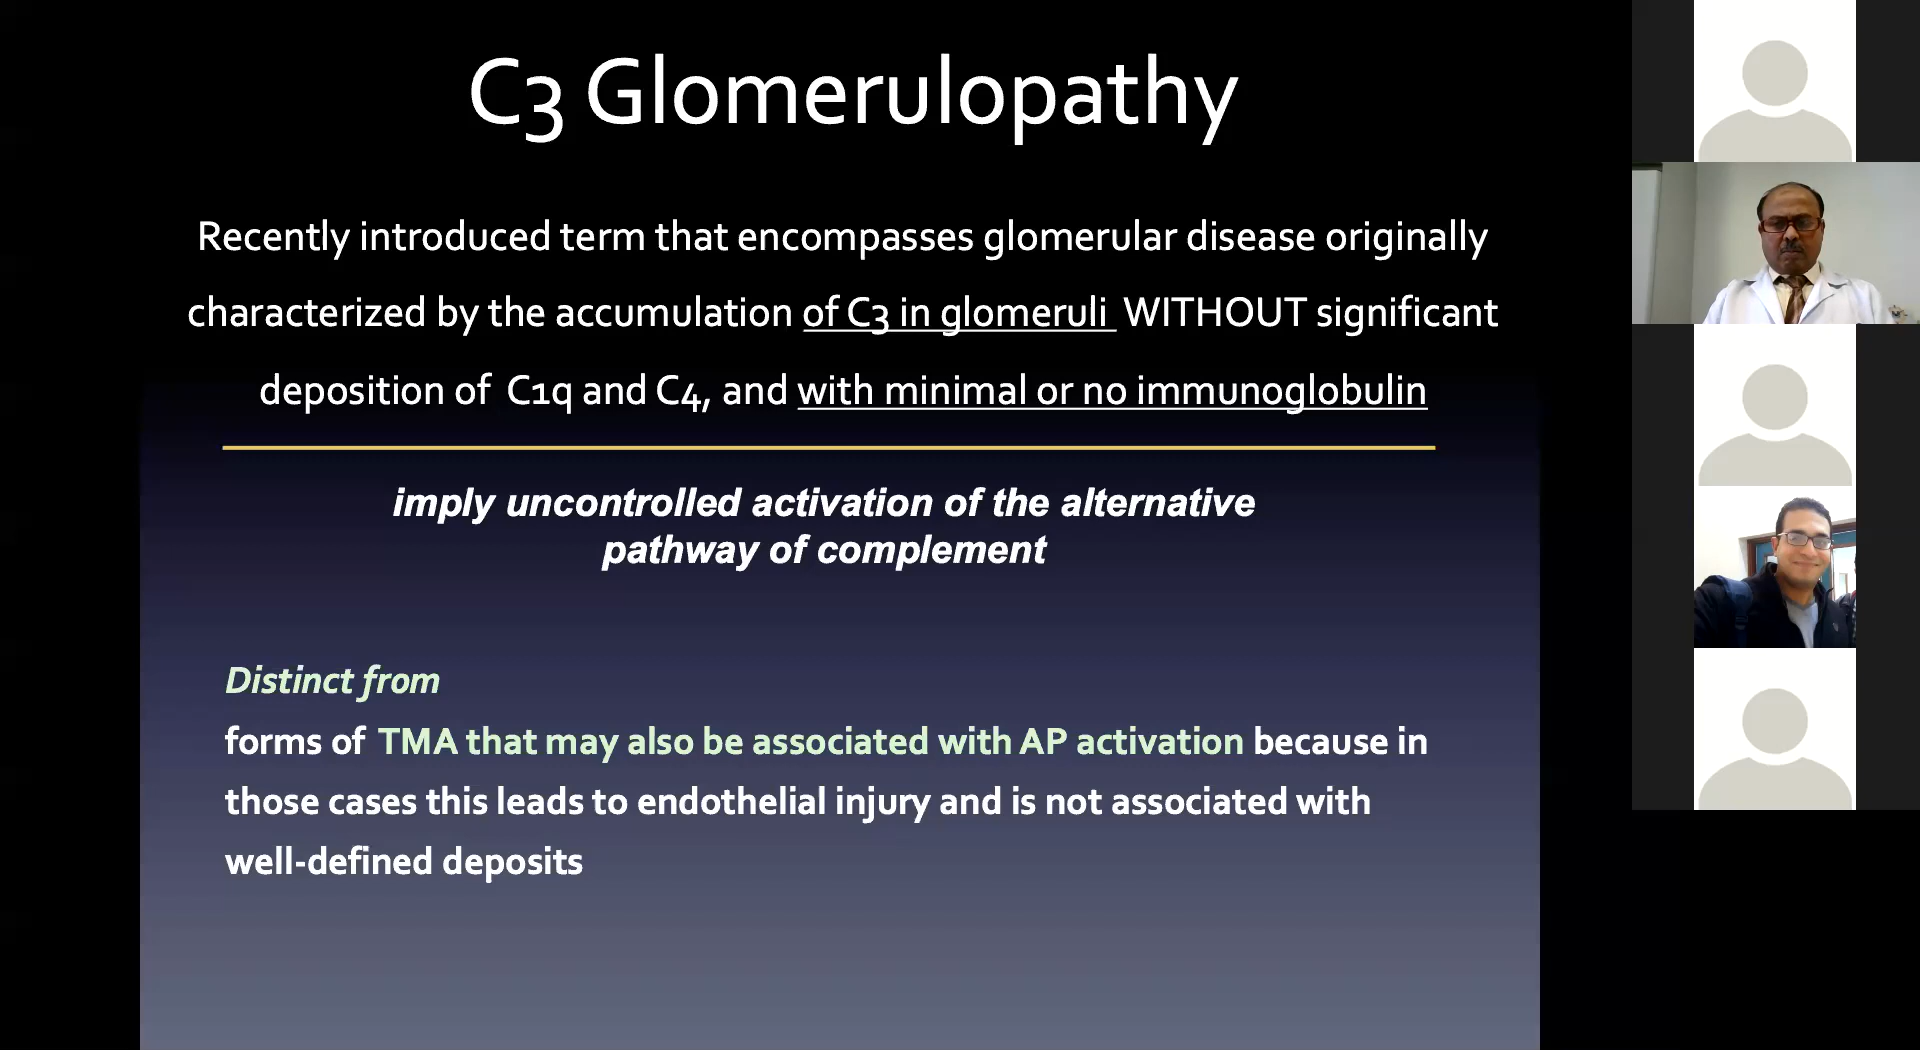 C3 Glomerulopathy
Recently introduced term that encompasses glomerular disease originally
characterized by the accumulation of C3 in glomeruli WITHOUT significant
deposition of C1q and C4, and with minimal or no immunoglobulin
imply uncontrolled activation of the alternative
pathway of complement
Distinct from
forms of TMA that may also be associated with AP activation because in
those cases this leads to endothelial injury and is not associated with
well-defined deposits